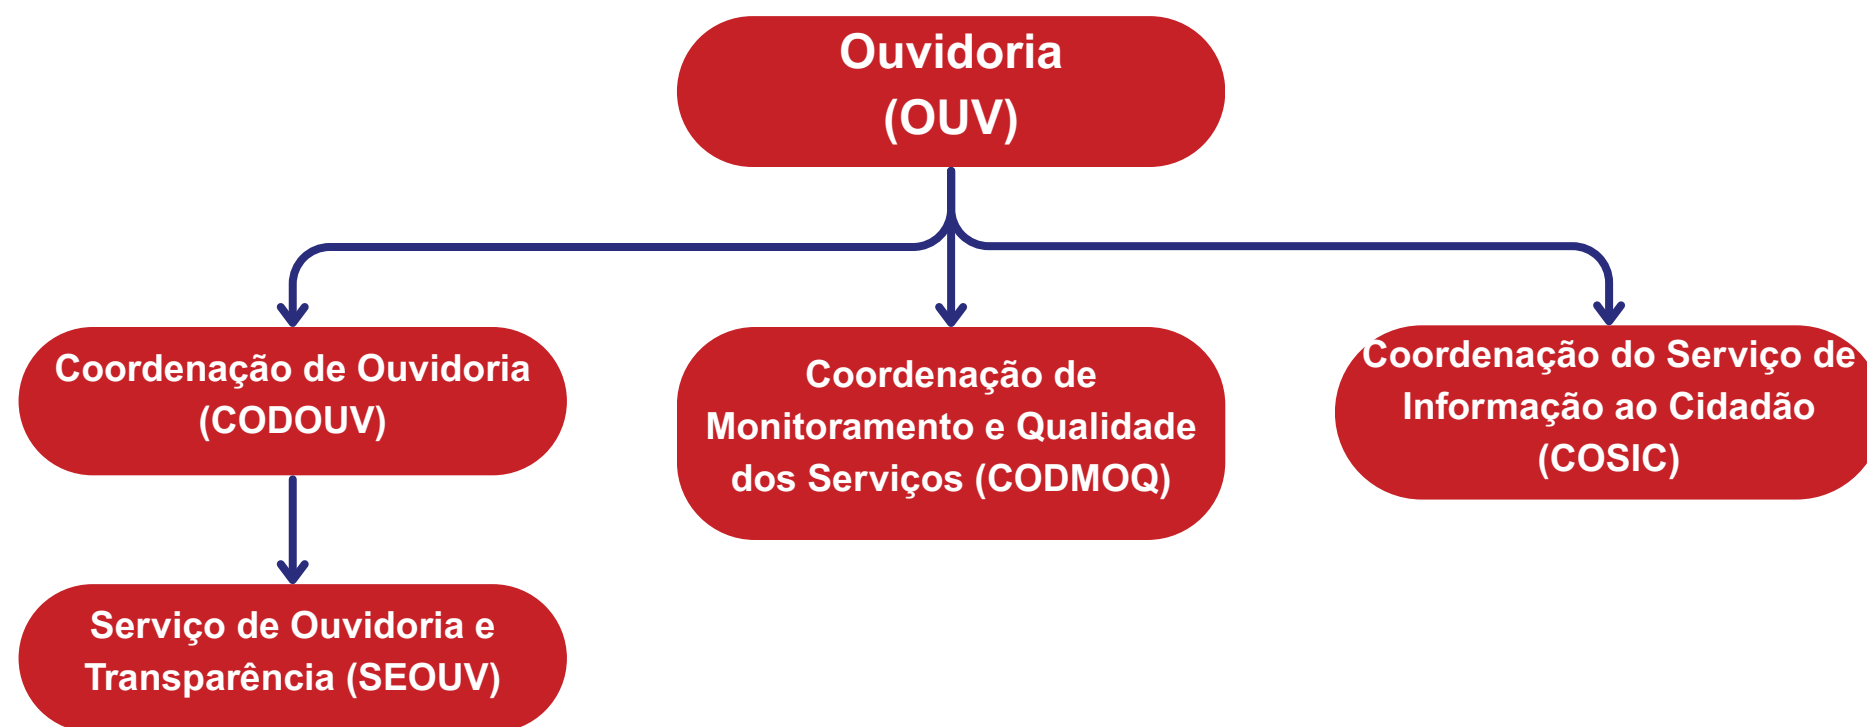 Ouvidoria
(OUV)
Coordenação de Ouvidoria
(CODOUV)
Coordenação de
Monitoramento e Qualidade
dos Serviços (CODMOQ)
Coordenação do Serviço de
Informação ao Cidadão
(COSIC)
Serviço de Ouvidoria e
Transparência (SEOUV)